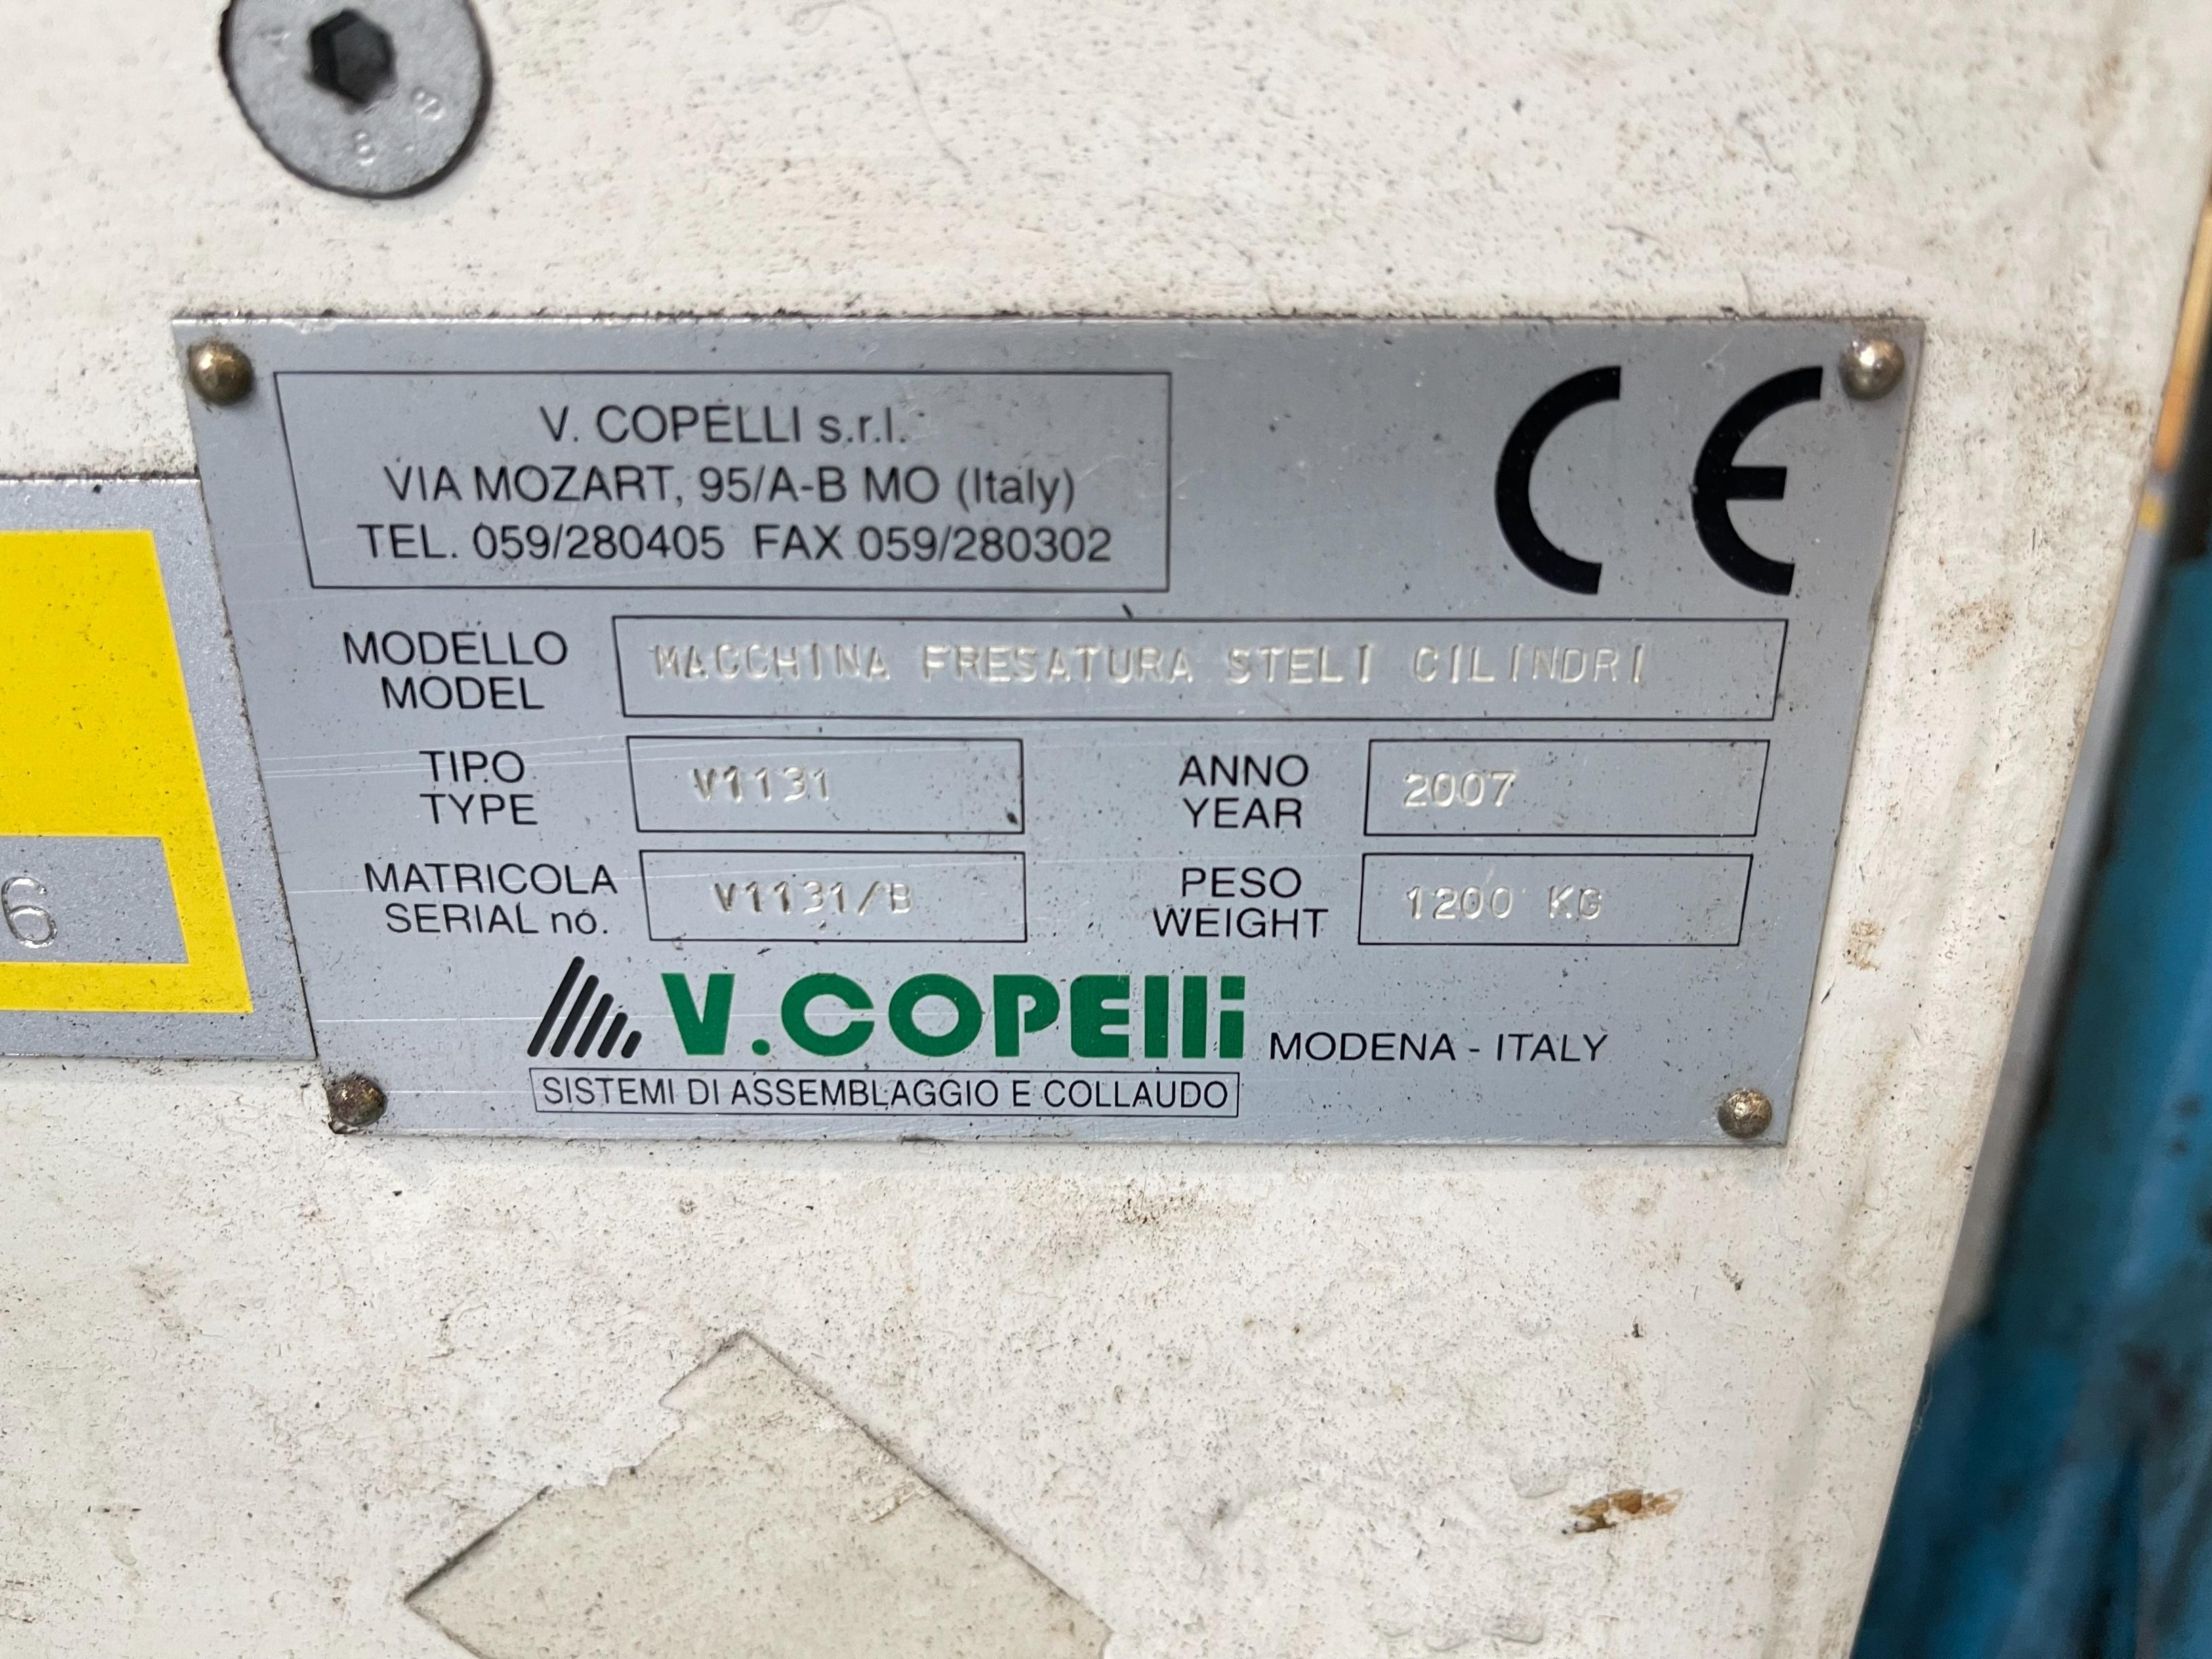 8 8
V. COPELLI s.r.l.
VIA MOZART, 95/A-B MO (Italy)
TEL. 059/280405 FAX 059/280302
CE
MODELLO
MODEL
MACCHINA FRESATURA STELI CILINDRI
TIPO
TYPE
V1131
ANNO
YEAR
2007
MATRICOLA
SERIAL no.
V1131/B
PESO
WEIGHT
1200 KG
6
V.COPELLI MODENA - ITALY
SISTEMI DI ASSEMBLAGGIO E COLLAUDO